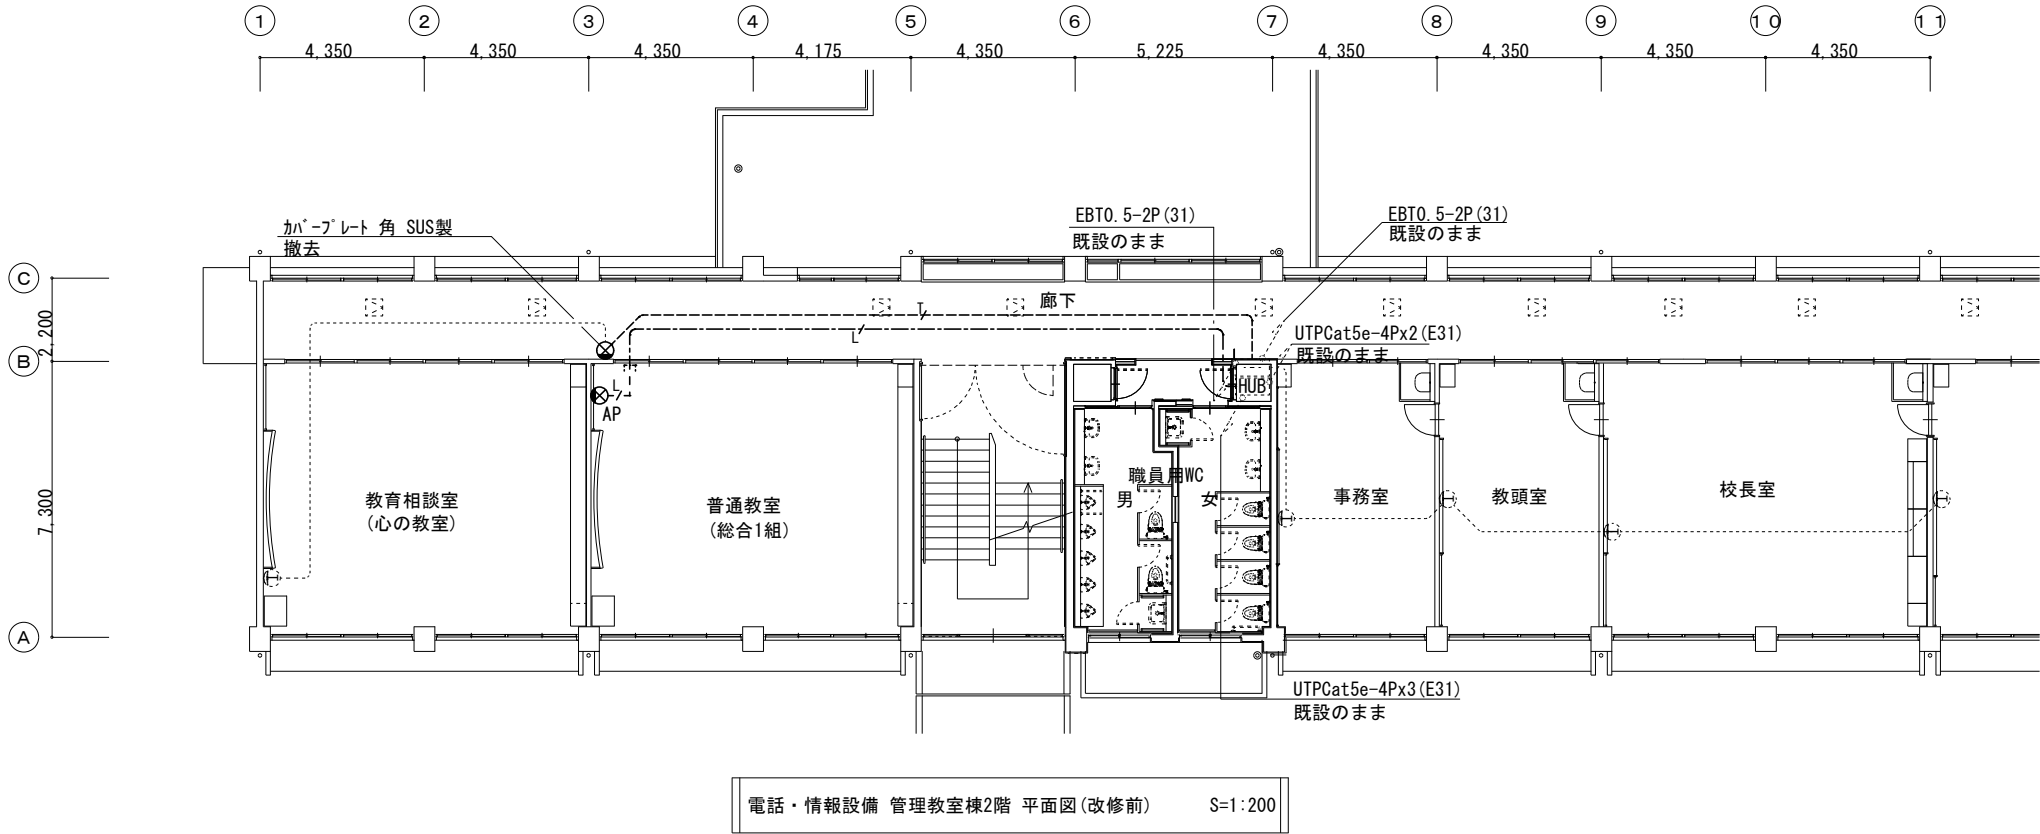 1 2 3 4 5 6 7 8 9 10 11
4,350 4,350 4,350 4,175 4,350 5,225 4,350 4,350 4,350 4,350
カバープレート 角 SUS製
撤去
EBT0.5-2P(31)
既設のまま
EBT0.5-2P(31)
既設のまま
C
2,200
廊下
T
L
UTPCat5e-4Px2(E31)
既設のまま
B
L
AP
HUB
7,300
教育相談室
(心の教室)
普通教室
(総合1組)
職員用WC
男 女
事務室
教頭室
校長室
A
UTPCat5e-4Px3(E31)
既設のまま
電話・情報設備 管理教室棟2階 平面図(改修前) S=1:200